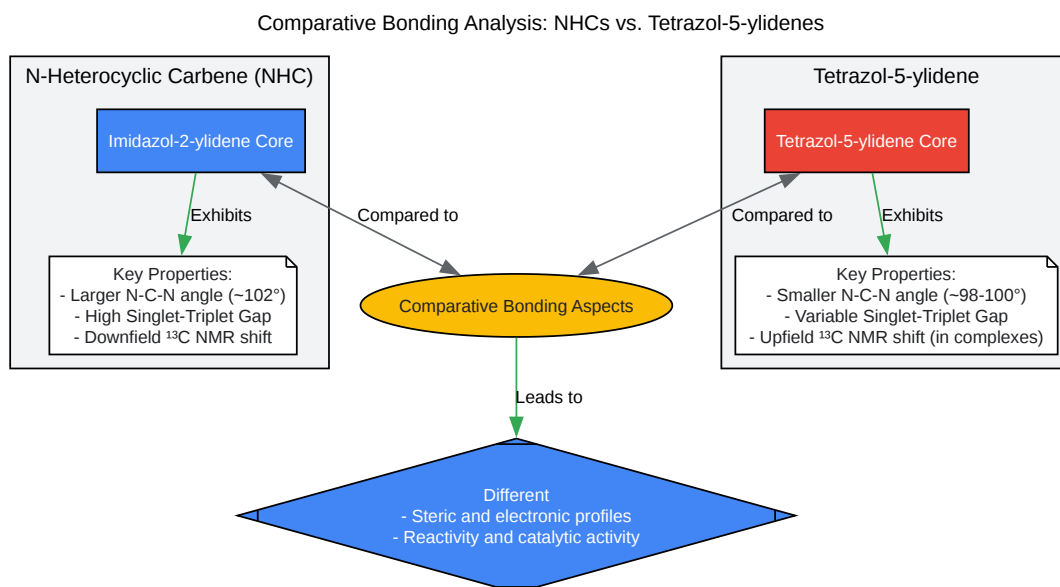 Comparative Bonding Analysis: NHCs vs. Tetrazol-5-ylidenes
N-Heterocyclic Carbene (NHC)
Imidazol-2-ylidene Core
Exhibits
Key Properties:
- Larger N-C-N angle (~102°)
- High Singlet-Triplet Gap
- Downfield ¹³C NMR shift
Compared to
Tetrazol-5-ylidene
Tetrazol-5-ylidene Core
Compared to
Exhibits
Key Properties:
- Smaller N-C-N angle (~98-100°)
- Variable Singlet-Triplet Gap
- Upfield ¹³C NMR shift (in complexes)
Comparative Bonding Aspects
Leads to
Different
- Steric and electronic profiles
- Reactivity and catalytic activity